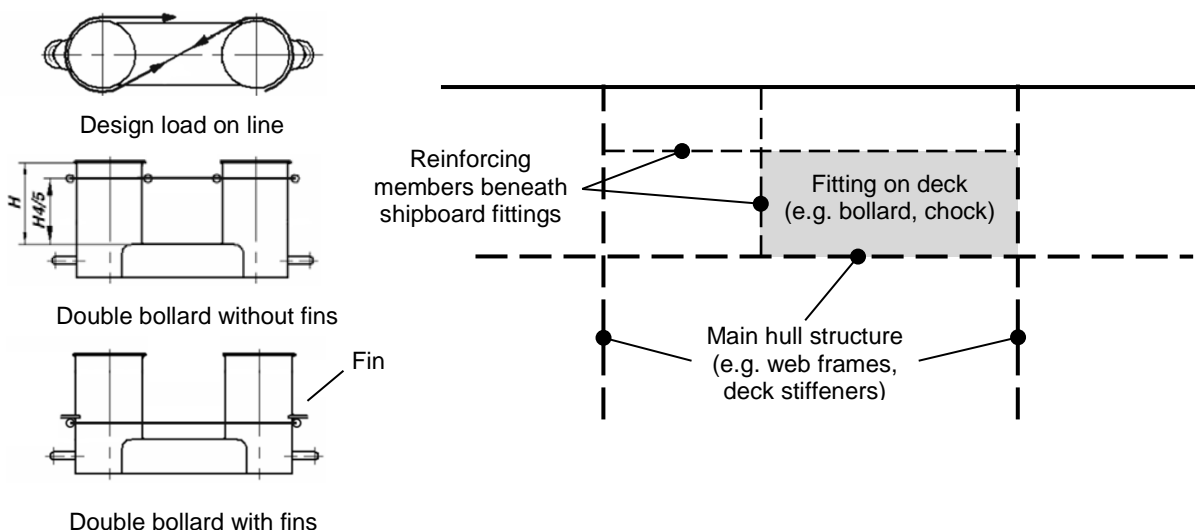 Design load on line
H
H4/5
Double bollard without fins
Fin
Double bollard with fins
Reinforcing
members beneath
shipboard fittings
Fitting on deck
(e.g. bollard, chock)
Main hull structure
(e.g. web frames,
deck stiffeners)